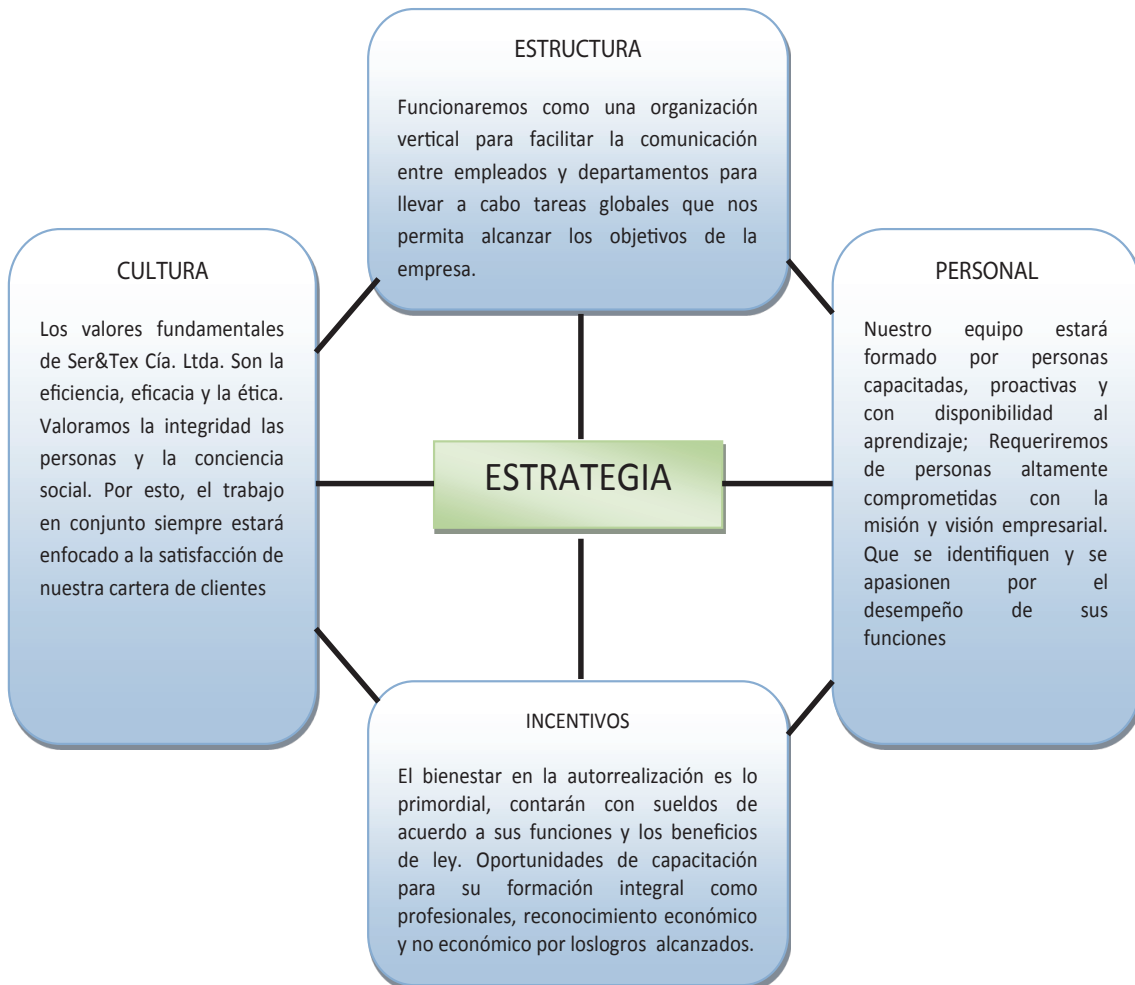 ESTRUCTURA
Funcionaremos como una organización
vertical para facilitar la comunicación
entre empleados y departamentos para
llevar a cabo tareas globales que nos
permita alcanzar los objetivos de la
empresa.
CULTURA
Los valores fundamentales
de Ser&Tex Cía. Ltda. Son la
eficiencia, eficacia y la ética.
Valoramos la integridad las
personas y la conciencia
social. Por esto, el trabajo
en conjunto siempre estará
enfocado a la satisfacción de
nuestra cartera de clientes
ESTRATEGIA
PERSONAL
Nuestro equipo estará
formado por personas
capacitadas, proactivas y
con disponibilidad al
aprendizaje; Requeriremos
de personas altamente
comprometidas con la
misión y visión empresarial.
Que se identifiquen y se
apasionen por el
desempeño de sus
funciones
INCENTIVOS
El bienestar en la autorrealización es lo
primordial, contarán con sueldos de
acuerdo a sus funciones y los beneficios
de ley. Oportunidades de capacitación
para su formación integral como
profesionales, reconocimiento económico
y no económico por loslogros alcanzados.